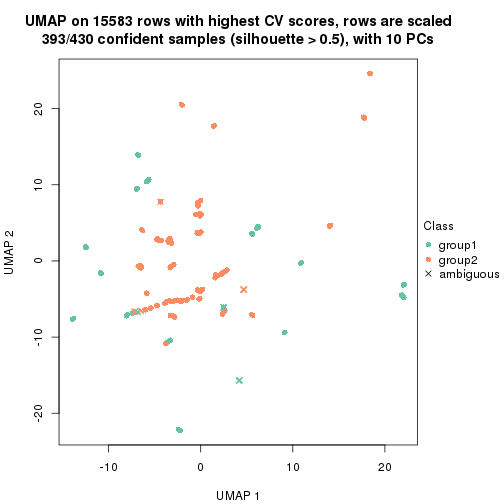 UMAP on 15583 rows with highest CV scores, rows are scaled
393/430 confident samples (silhouette > 0.5), with 10 PCs
20
10
0
-10
-20
UMAP 2
-10
0
10
20
UMAP 1
Class
group1
group2
ambiguous